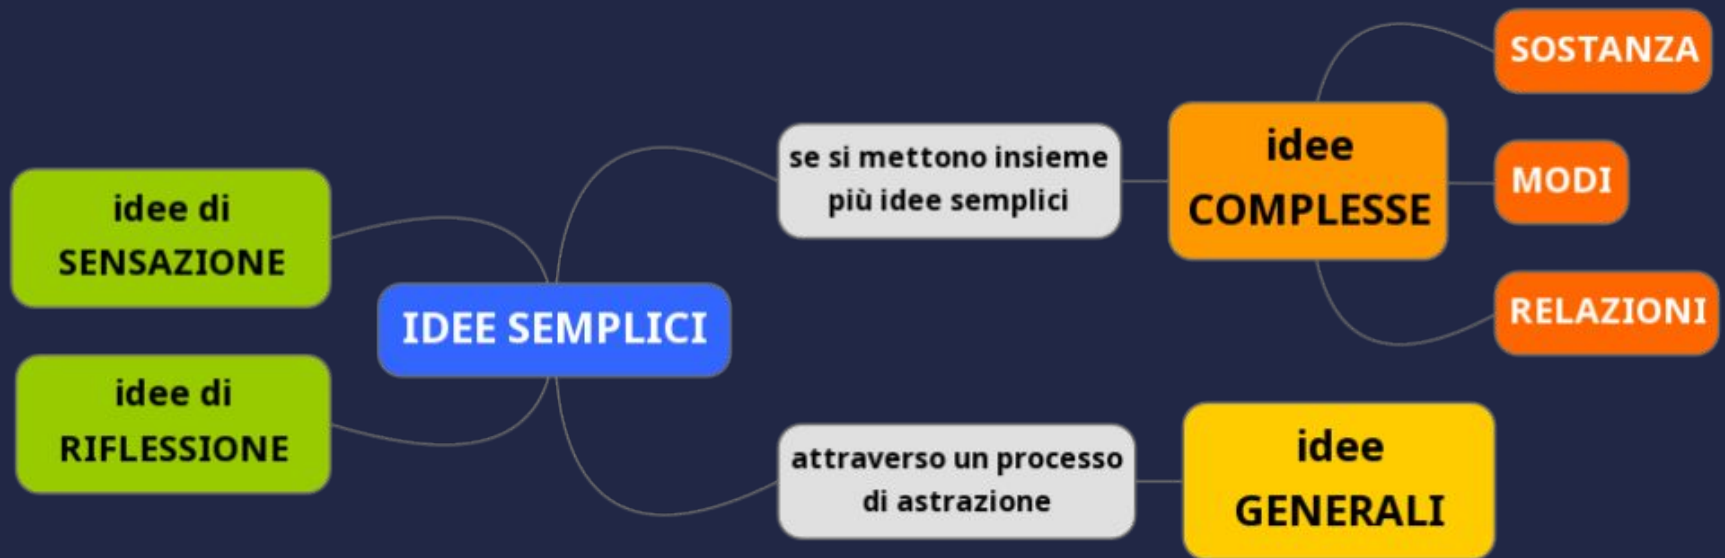 idee di
SENSAZIONE
idee di
RIFLESSIONE
IDEE SEMPLICI
se si mettono insieme
più idee semplici
idee
COMPLESSE
SOSTANZA
MODI
RELAZIONI
attraverso un processo
di astrazione
idee
GENERALI